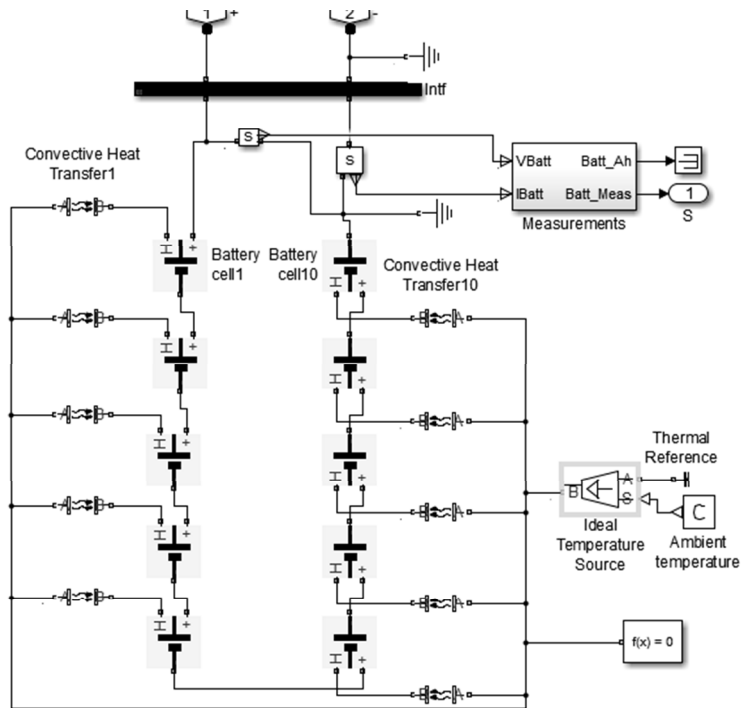 1 +
2 -
Intf
Convective Heat
Transfer1
S
S
VBatt
Batt_Ah
IBatt
Batt_Meas
Measurements
1
S
H +
Battery
cell1
Battery
cell10
H +
Convective Heat
Transfer10
A B
A B
A B
A B
A B
H +
H +
H +
H +
H +
H +
H +
H +
B A
B A
B A
B A
B A
Thermal
Reference
B
A
S
C
Ideal
Temperature
Source
Ambient
temperature
f(x) = 0